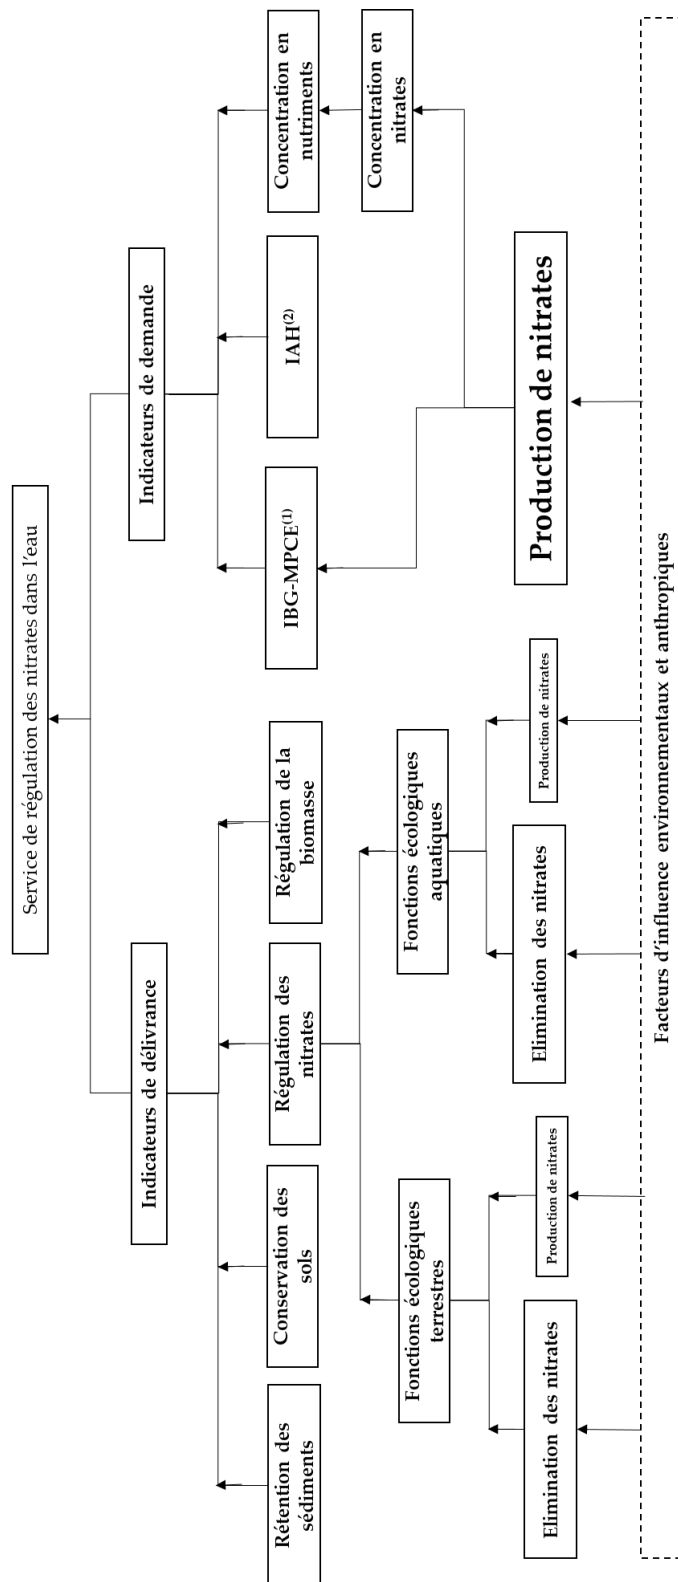 Service de régulation des nitrates dans l'eau
Indicateurs de délivrance
Indicateurs de demande
Rétention des
sédiments
Conservation des
sols
Régulation des
nitrates
Régulation de la
biomasse
IBG-MPCE(1)
IAH(2)
Concentration en
nutriments
Concentration en
nitrates
Fonctions écologiques
terrestres
Fonctions écologiques
aquatiques
Elimination des nitrates
Production de nitrates
Elimination des nitrates
Production de nitrates
Production de nitrates
Facteurs d'influence environnementaux et anthropiques